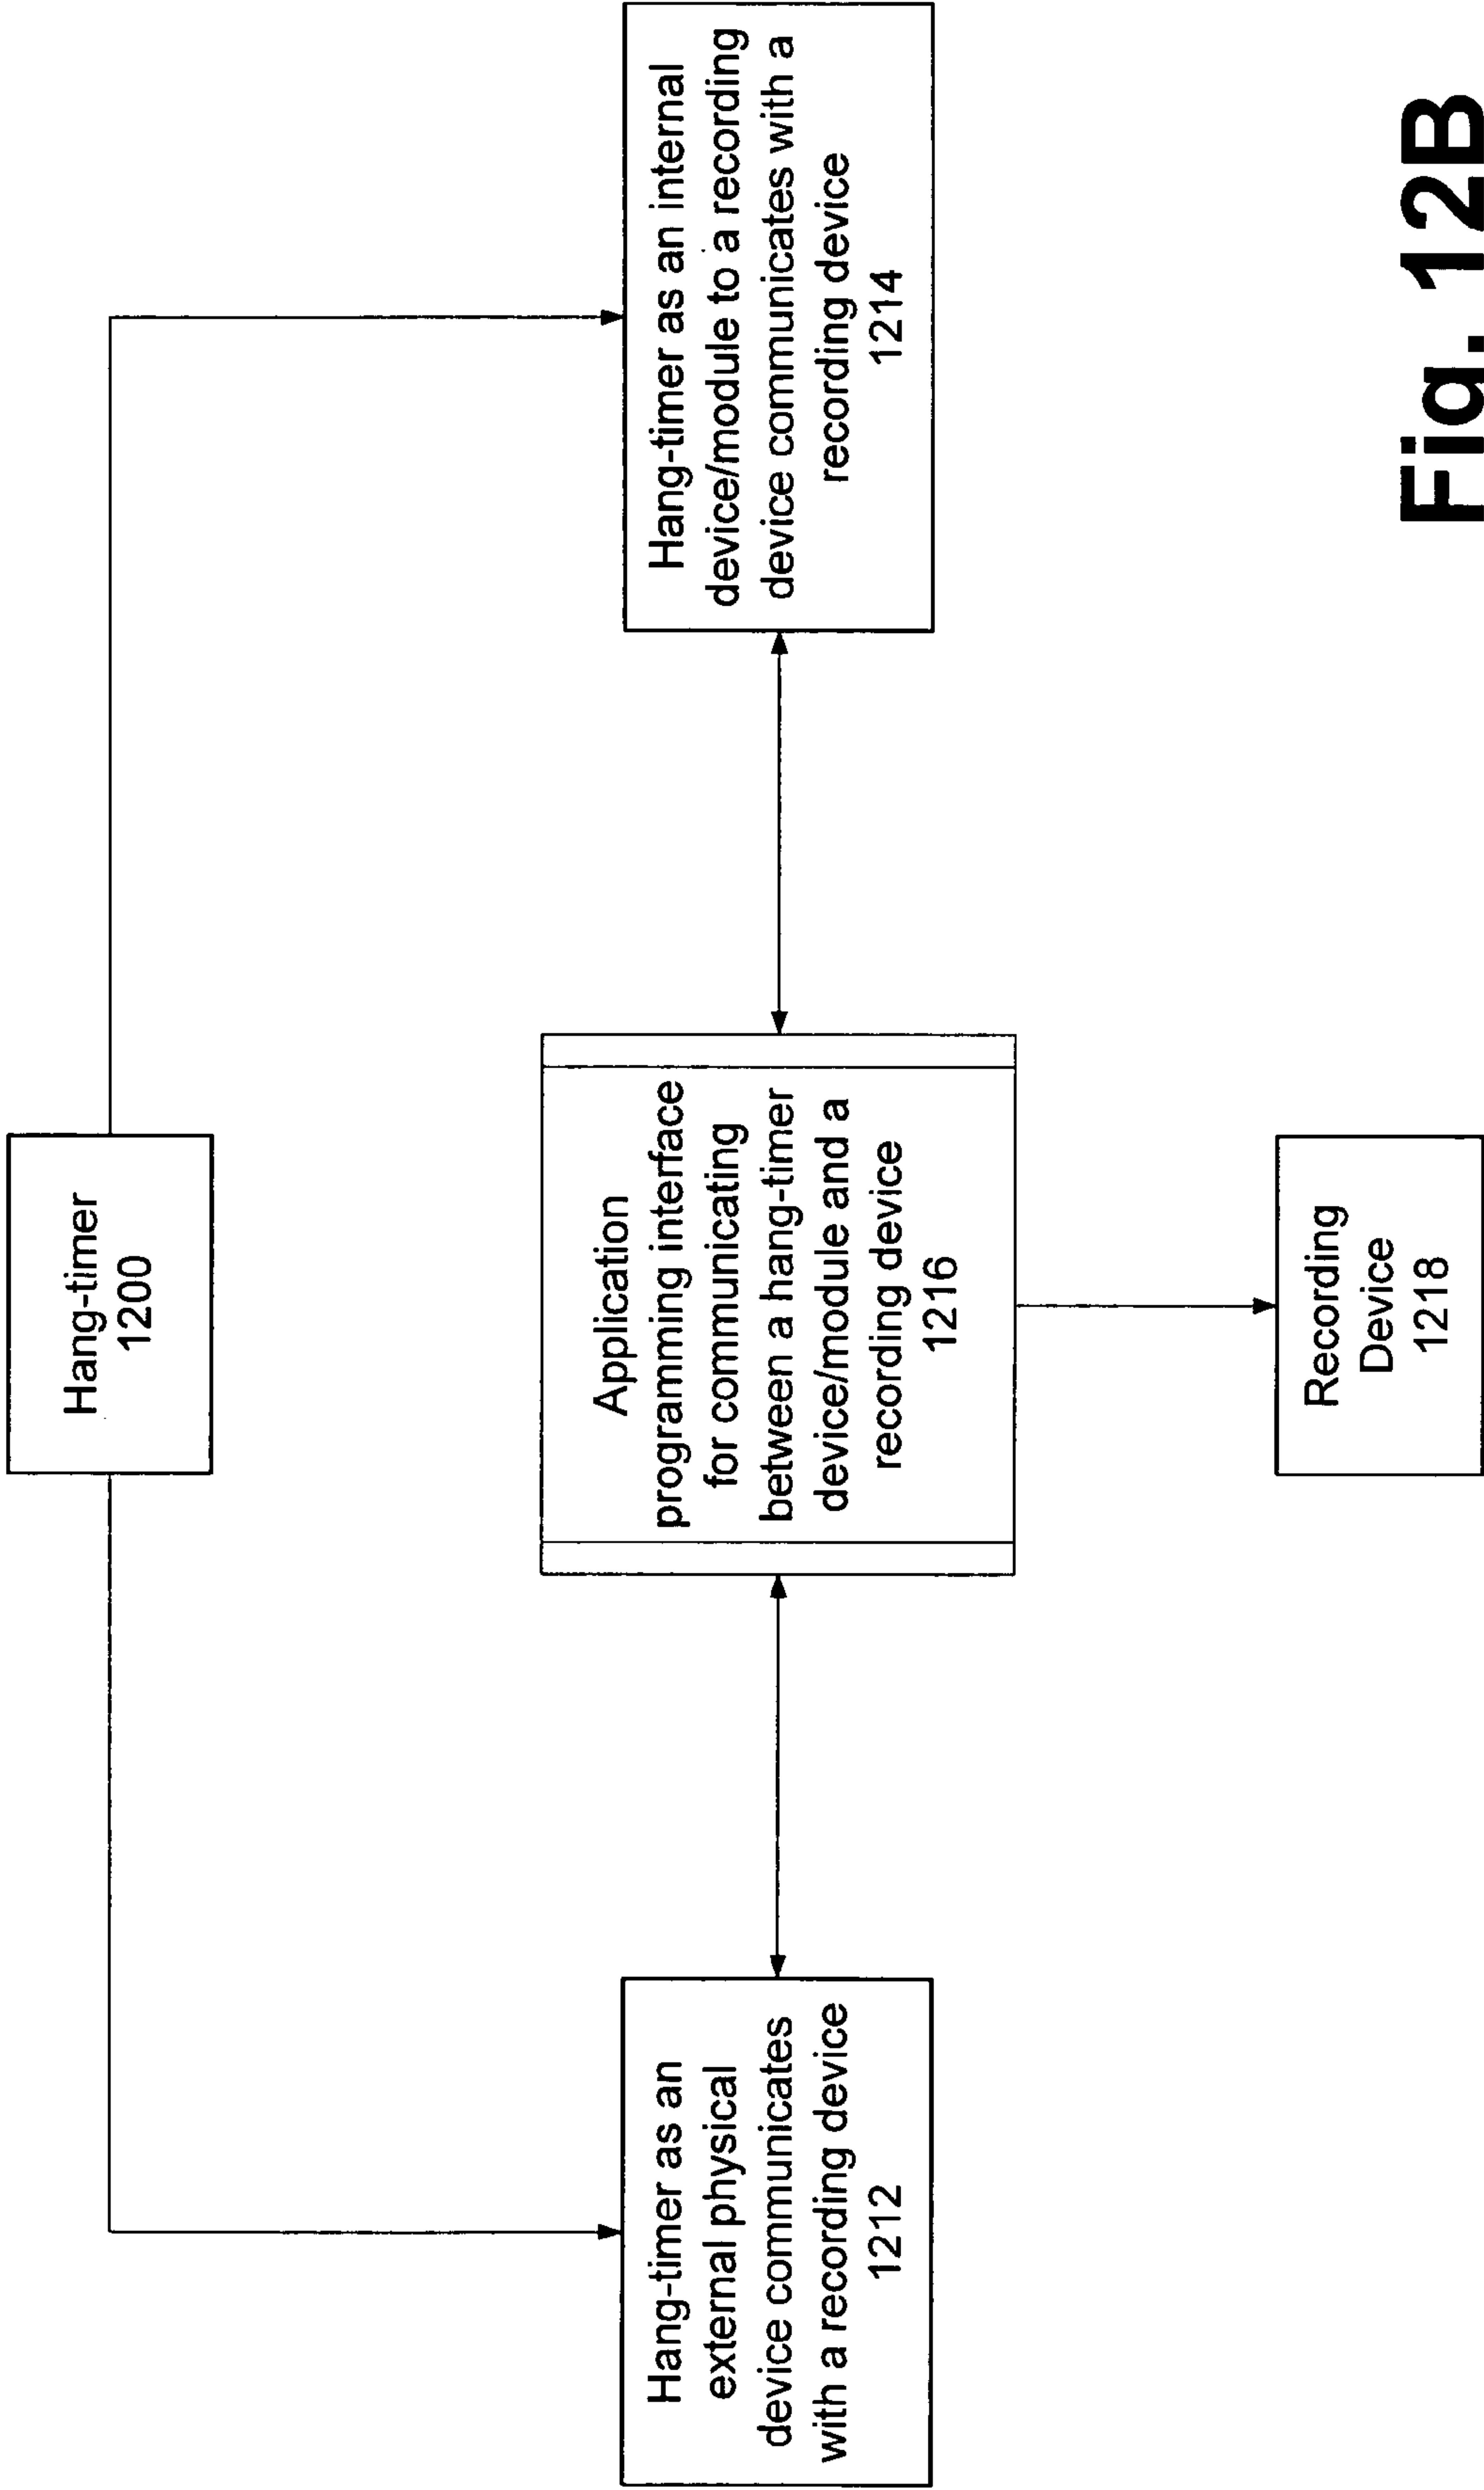 Hang-timer
1200
Hang-timer as an
external physical
device communicates
with a recording device
1212
Application
programming interface
for communicating
between a hang-timer
device/module and a
recording device
1216
Hang-timer as an internal
device/module to a recording
device communicates with a
recording device
1214
Recording
Device
1218
Fig. 12B